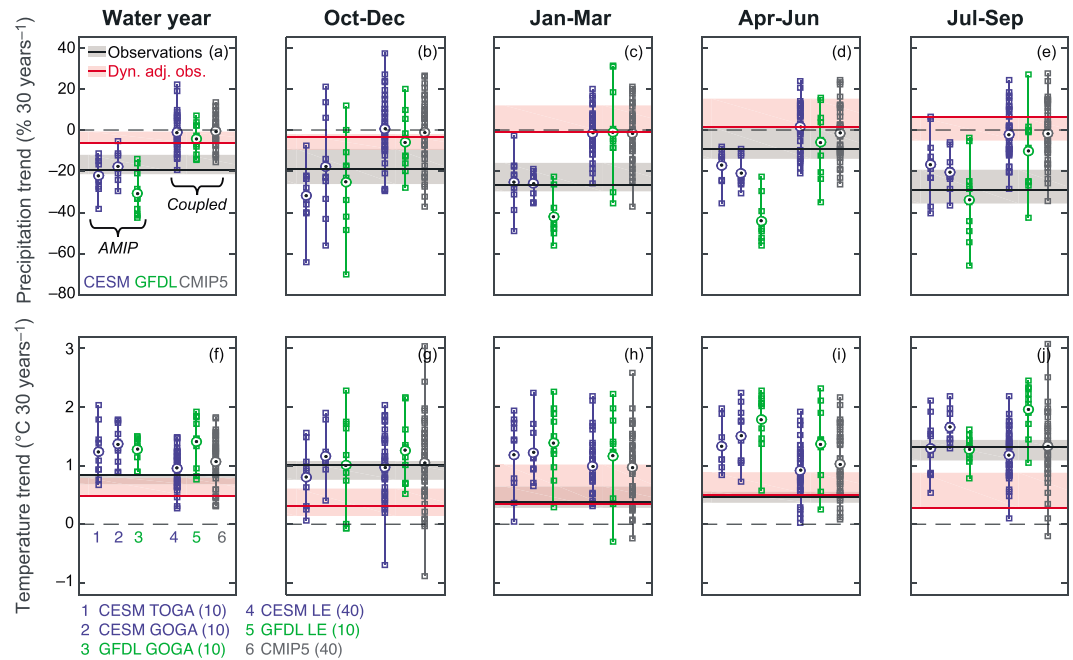 Water year Oct-Dec Jan-Mar Apr-Jun Jul-Sep
Precipitation trend (% 30 years–1)
40
20
0
–20
–40
–60
–80
Observations (a)
Dyn. adj. obs.
Coupled
AMIP
CESM GFDL CMIP5
(b)
(c)
(d)
(e)
Temperature trend (°C 30 years–1)
3
2
1
0
–1
(f)
1 2 3 4 5 6
(g)
(h)
(i)
(j)
1 CESM TOGA (10) 4 CESM LE (40)
2 CESM GOGA (10) 5 GFDL LE (10)
3 GFDL GOGA (10) 6 CMIP5 (40)